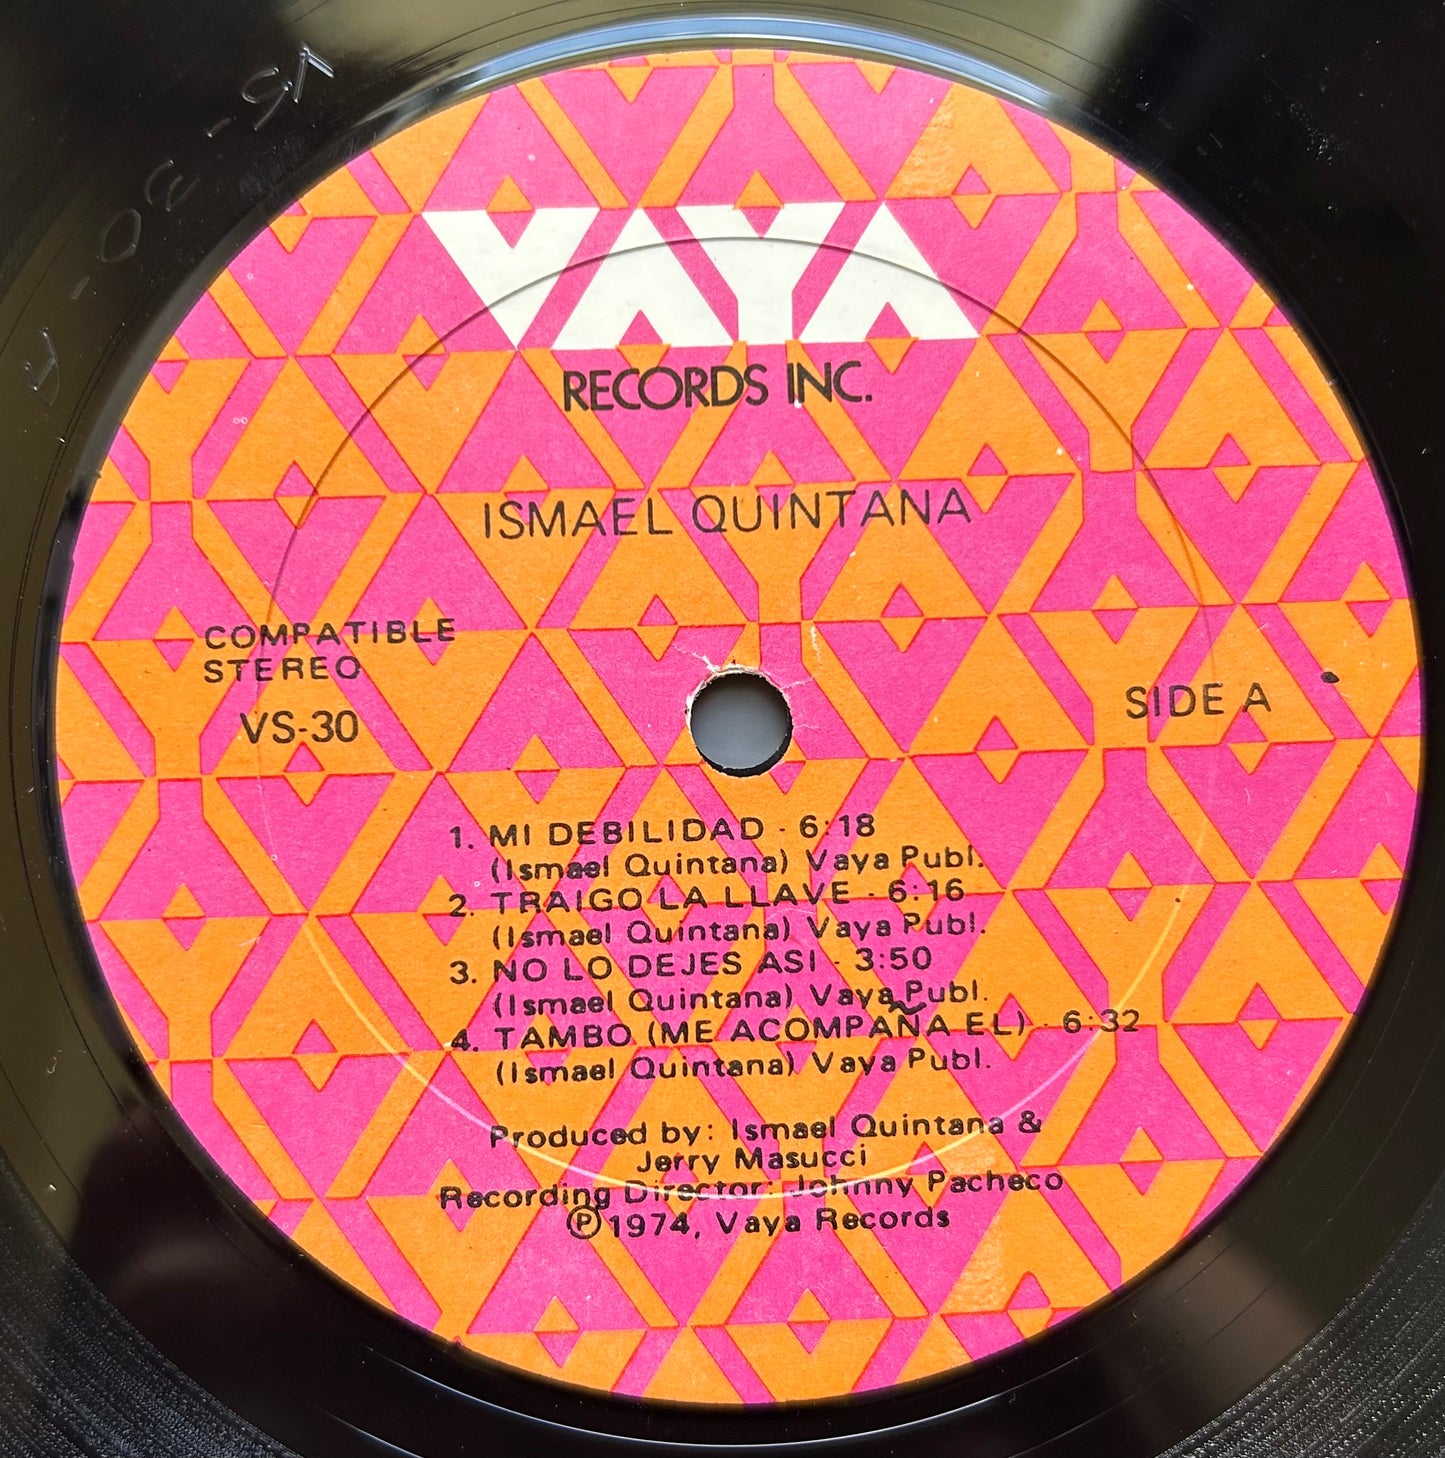 VS-30-A
VAYA
RECORDS INC.
ISMAEL QUINTANA
COMPATIBLE
STEREO
VS-30
SIDE A
1. MI DEBILIDAD - 6:18
(Ismael Quintana) Vaya Publ.
2. TRAIGO LA LLAVE - 6:16
(Ismael Quintana) Vaya Publ.
3. NO LO DEJES ASI - 3:50
(Ismael Quintana) Vaya Publ.
4. TAMBO (ME ACOMPAÑA EL) - 6:32
(Ismael Quintana) Vaya Publ.
Produced by: Ismael Quintana &
Jerry Masucci
Recording Director: Johnny Pacheco
℗1974, Vaya Records